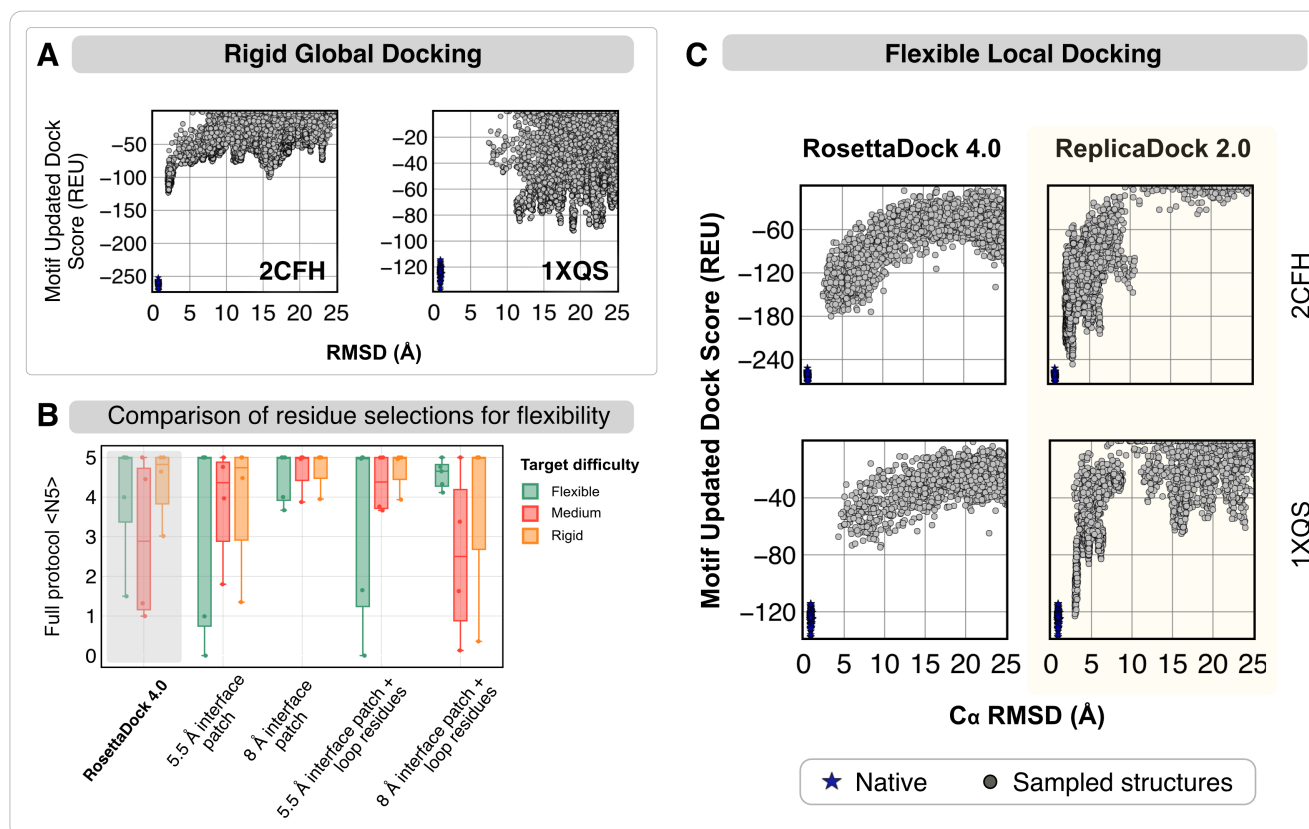 A
Rigid Global Docking
Motif Updated Dock
Score (REU)
−50
−100
−150
−200
−250
2CFH
0 5 10 15 20 25
−20
−40
−60
−80
−100
−120
1XQS
0 5 10 15 20 25
RMSD (Å)
B
Comparison of residue selections for flexibility
Full protocol <N5>
5
4
3
2
1
0
RosettaDock 4.0
5.5 Å interface
patch
8 Å interface
patch
5.5 Å interface patch +
loop residues
8 Å interface patch +
loop residues
Target difficulty
Flexible
Medium
Rigid
C
Flexible Local Docking
RosettaDock 4.0
ReplicaDock 2.0
Motif Updated Dock Score (REU)
−60
−120
−180
−240
2CFH
−40
−80
−120
1XQS
0 5 10 15 20 25
0 5 10 15 20 25
Cα RMSD (Å)
Native
Sampled structures